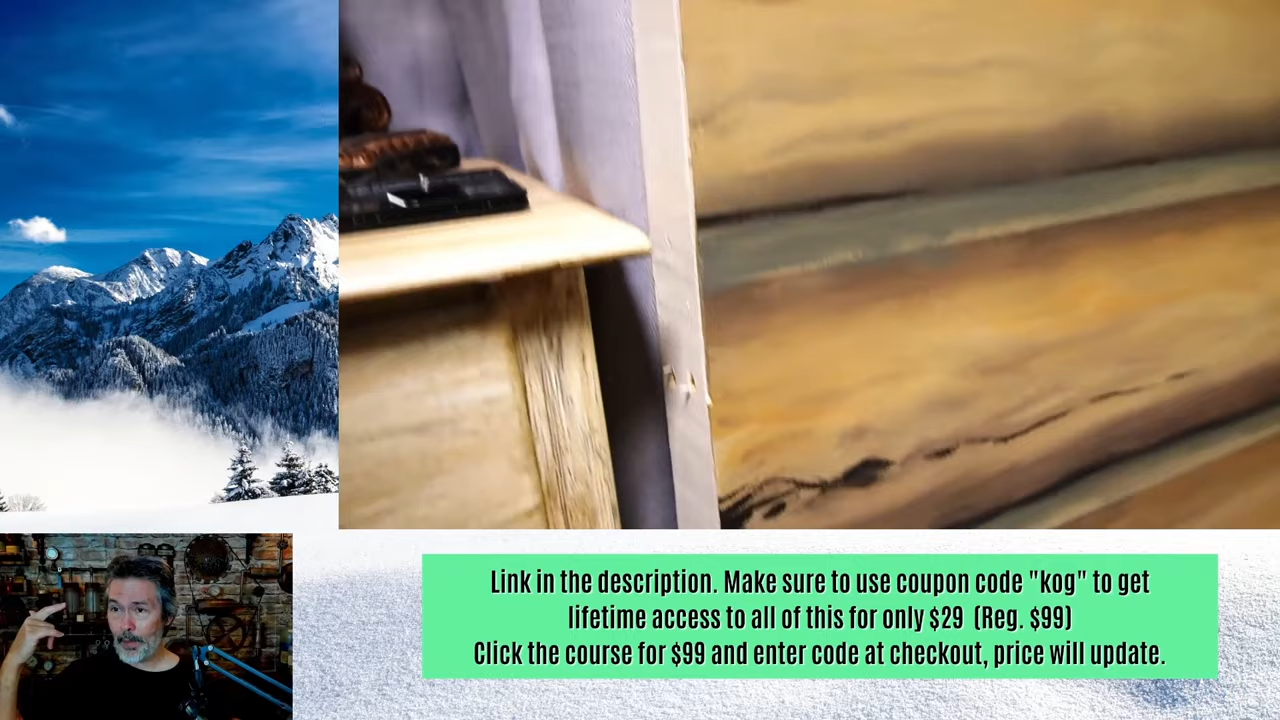 Link in the description. Make sure to use coupon code "kog" to get
lifetime access to all of this for only $29 (Reg. $99)
Click the course for $99 and enter code at checkout, price will update.